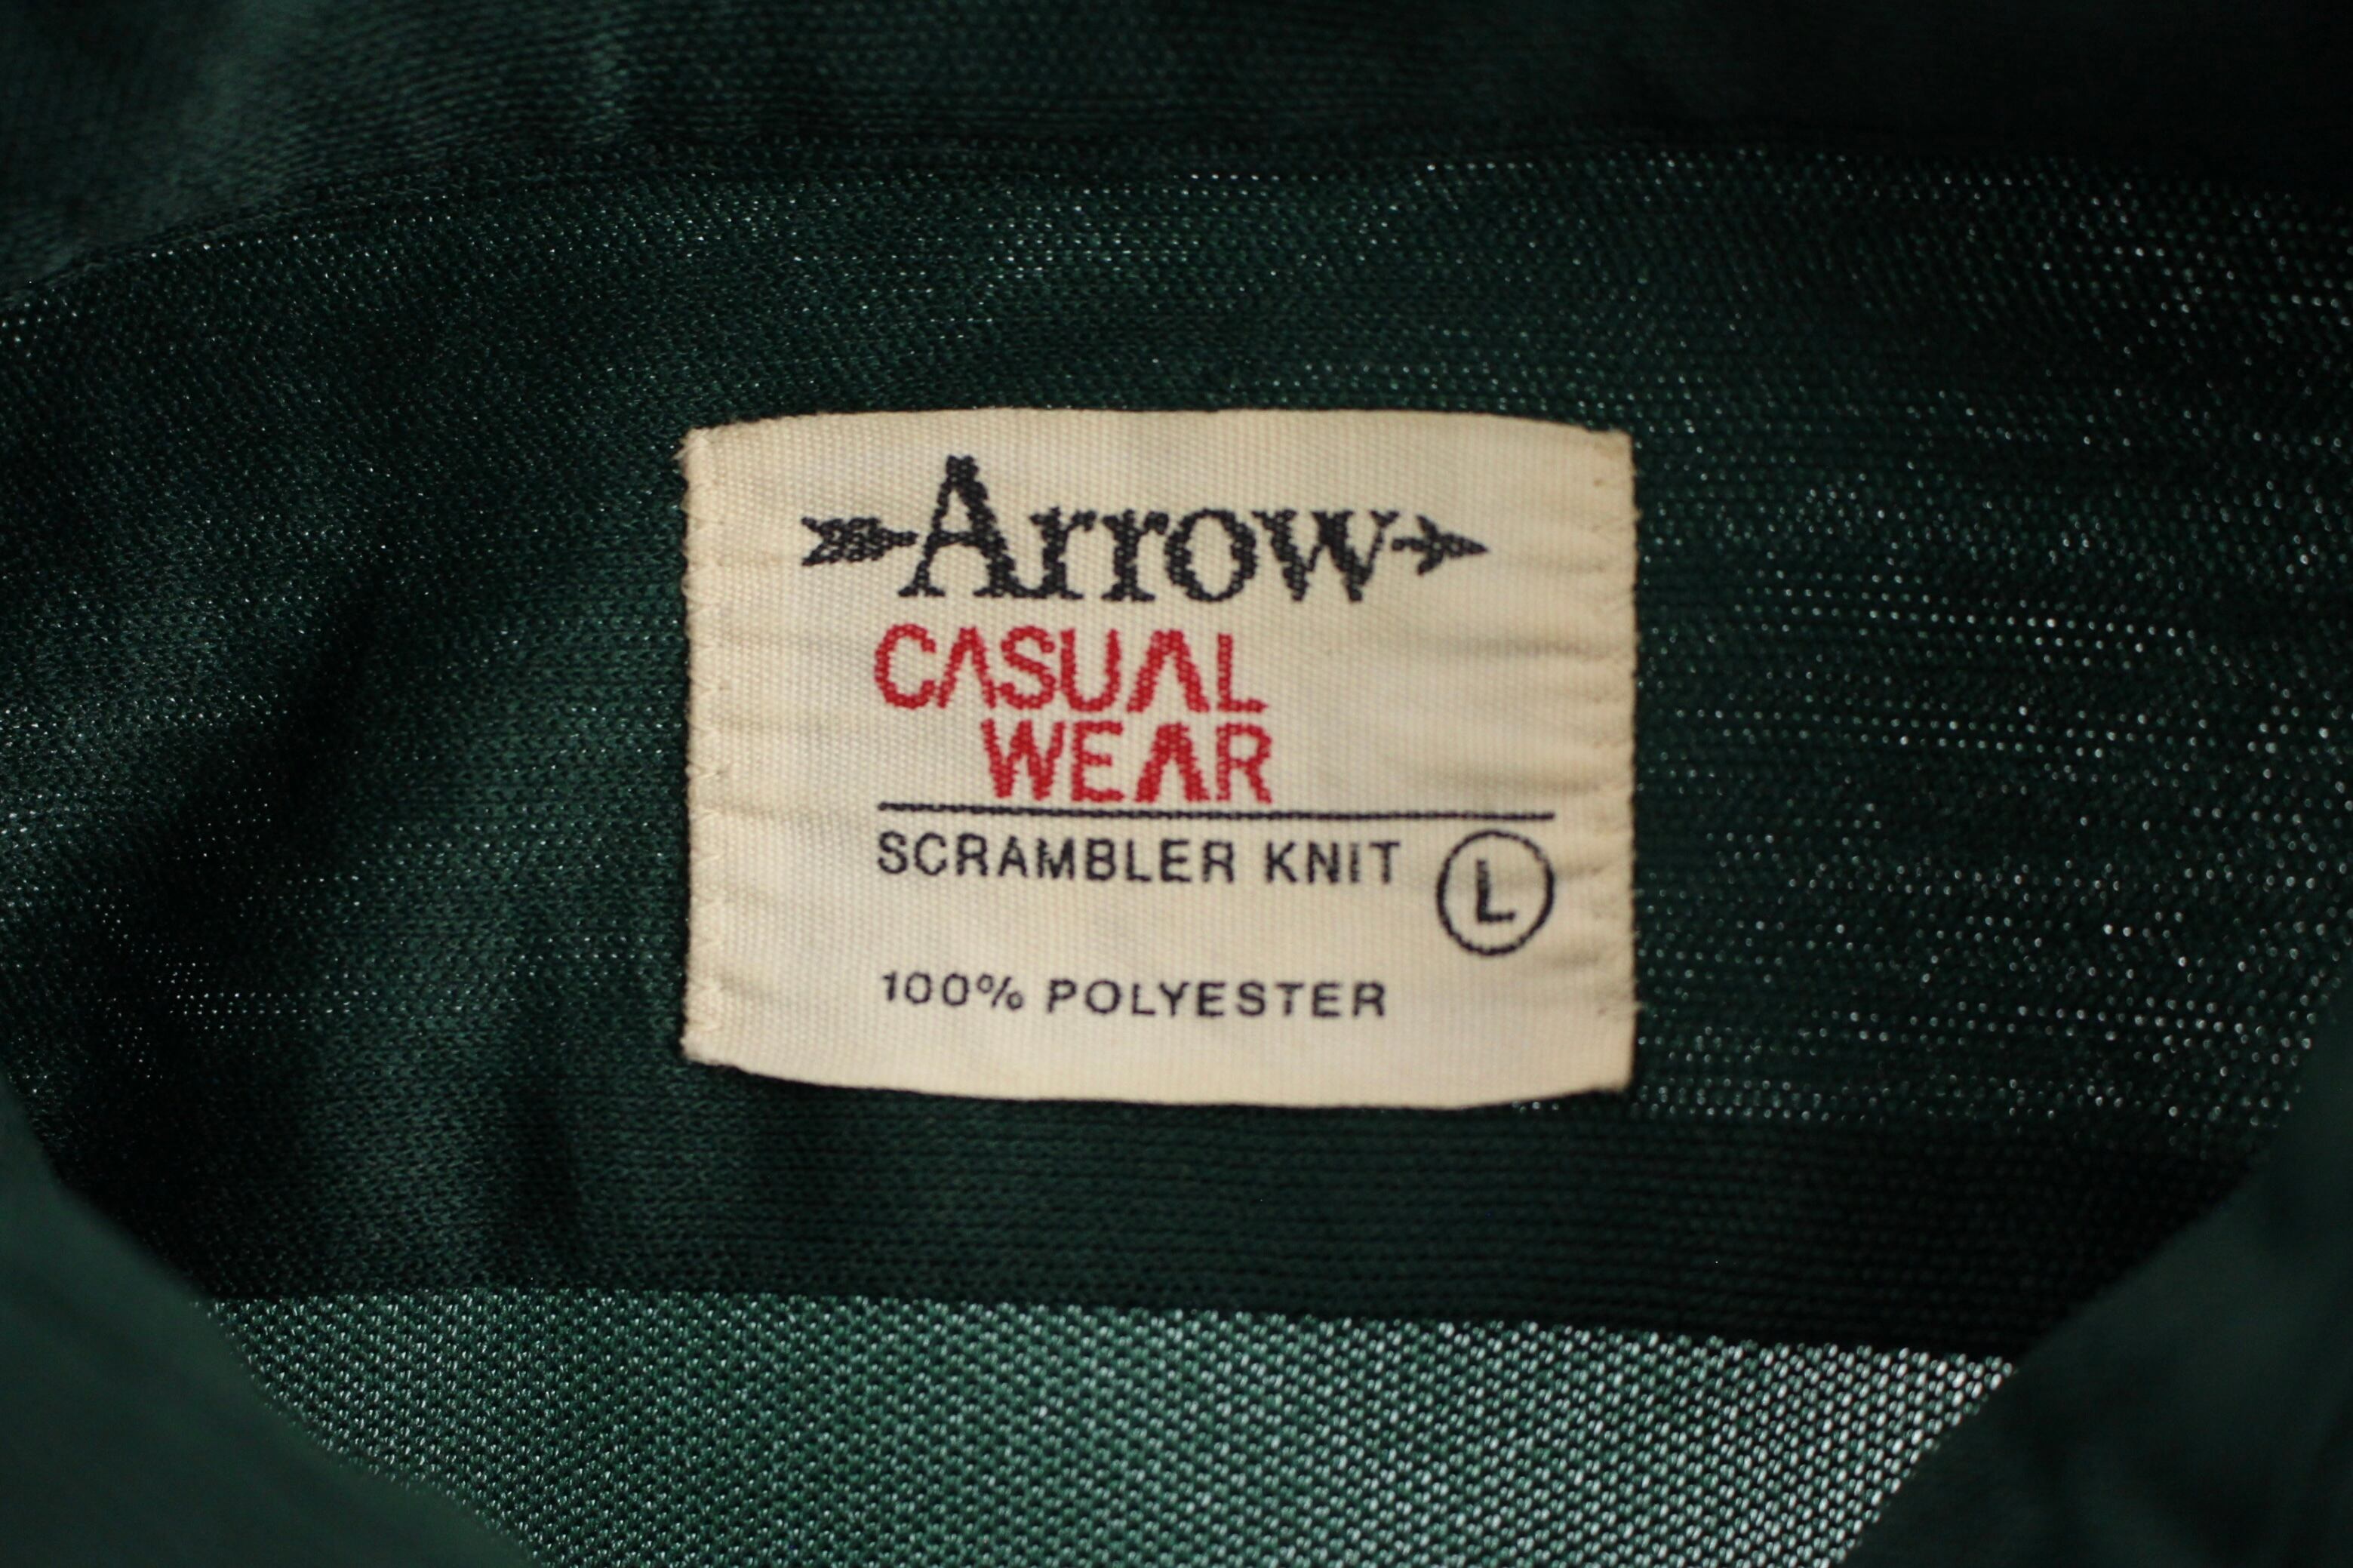 Arrow
CASUAL
WEAR
SCRAMBLER KNIT
L
100% POLYESTER